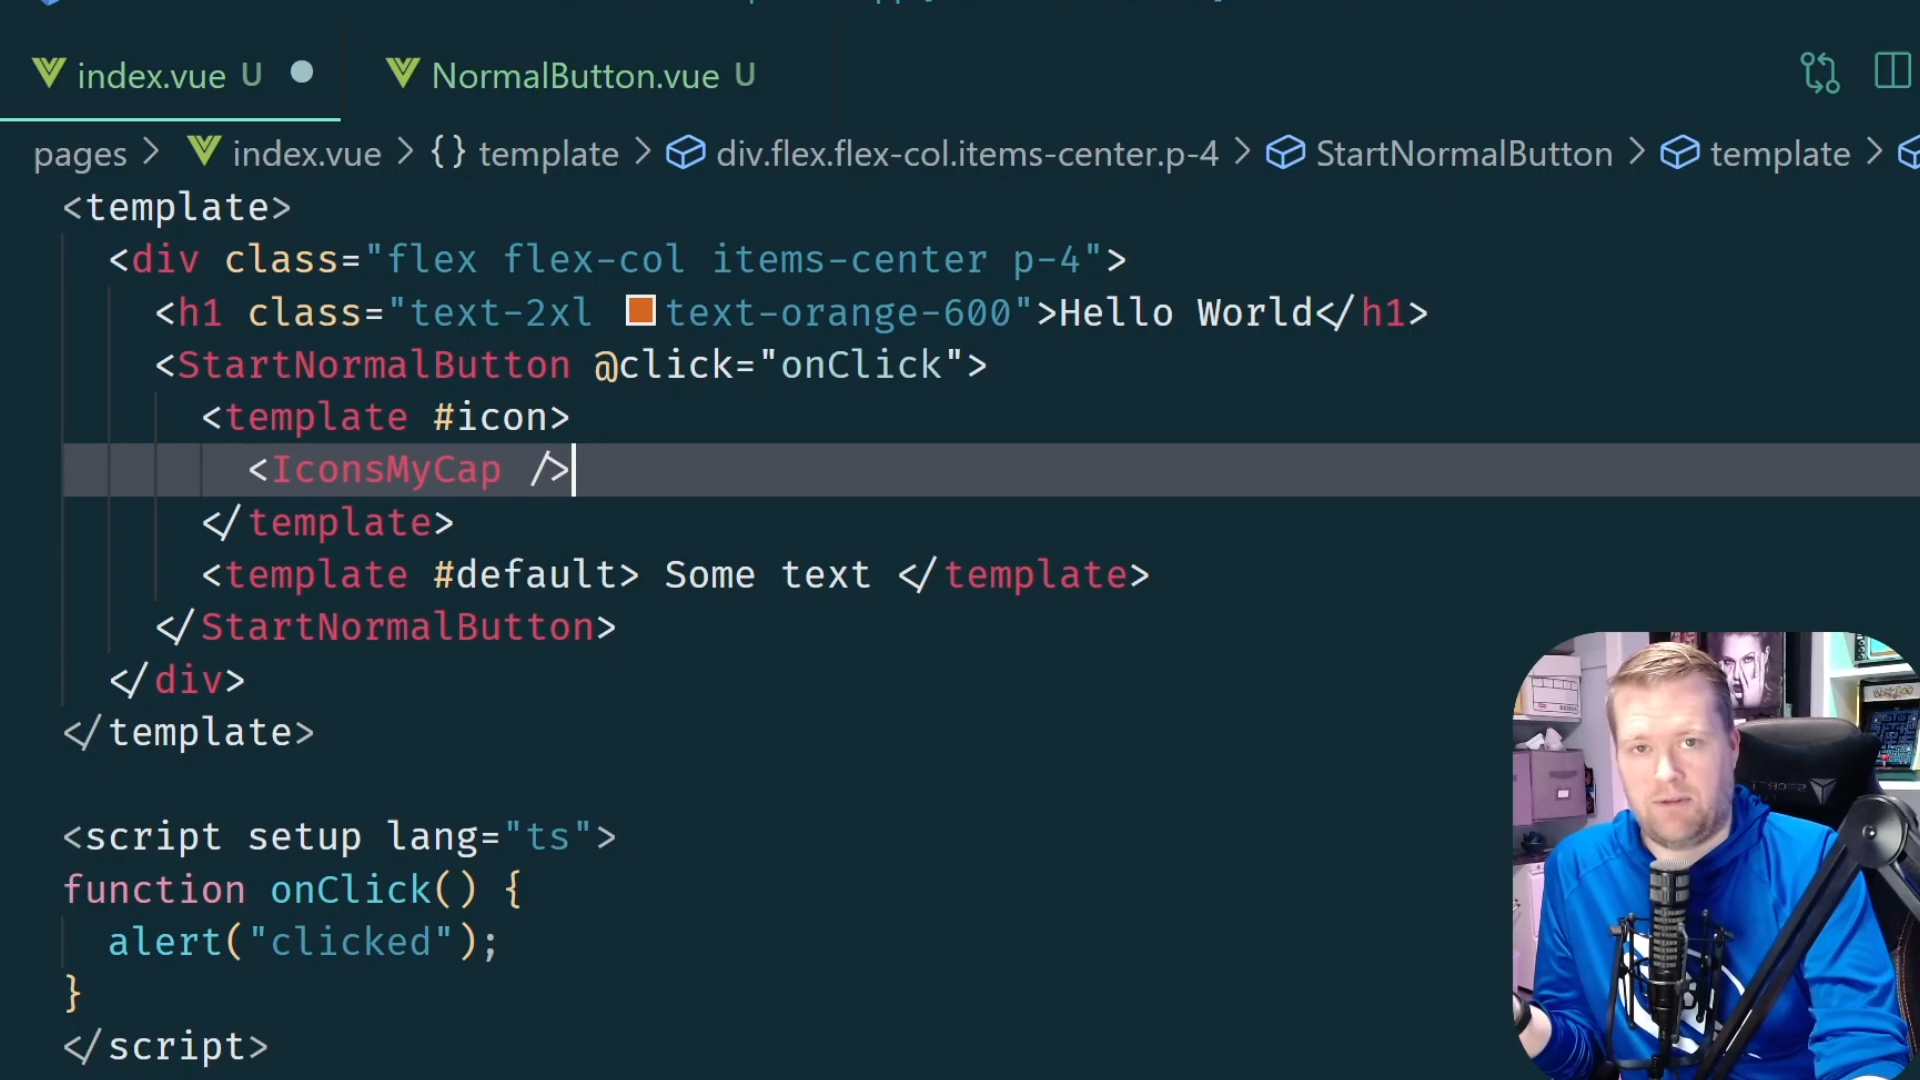 index.vue U
NormalButton.vue U
pages > index.vue > {} template > div.flex.flex-col.items-center.p-4 > StartNormalButton > template >
<template>
<div class="flex flex-col items-center p-4">
<h1 class="text-2xl text-orange-600">Hello World</h1>
<StartNormalButton @click="onClick">
<template #icon>
<IconsMyCap />
</template>
<template #default> Some text </template>
</StartNormalButton>
</div>
</template>
<script setup lang="ts">
function onClick() {
alert("clicked");
}
</script>